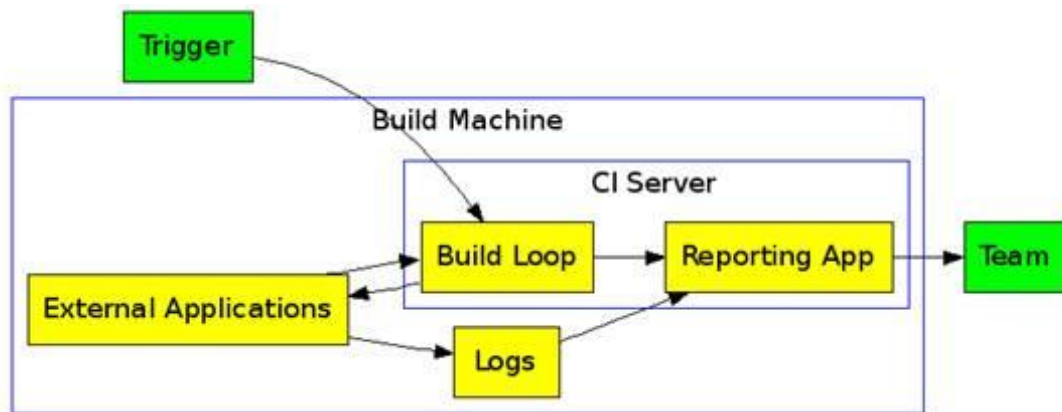 Trigger
Build Machine
CI Server
Build Loop
Reporting App
Team
External Applications
Logs